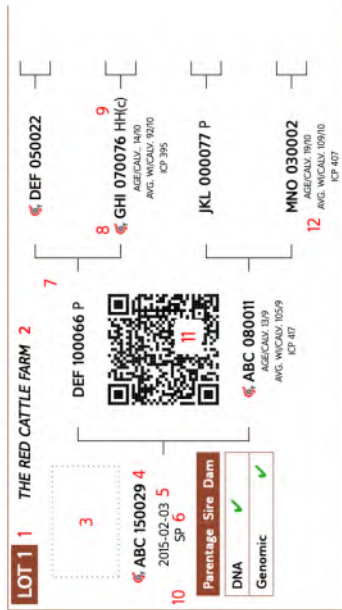 LOT 1 1 THE RED CATTLE FARM 2
3
ABC 150029 4
2015-02-03 5
SP 6
10
Parentage Sire Dam
DNA ✓
Genomic ✓
7
DEF 100066 P
11
ABC 080011
AGE/CALV. 13/9
AVG. WI/CALV. 105/9
ICP 417
DEF 050022
8 GHI 070076 HH(c) 9
AGE/CALV. 14/10
AVG. WI/CALV. 92/10
ICP 395
JKL 000077 P
MNO 030002
12 AGE/CALV. 19/10
AVG. WI/CALV. 109/10
ICP 407